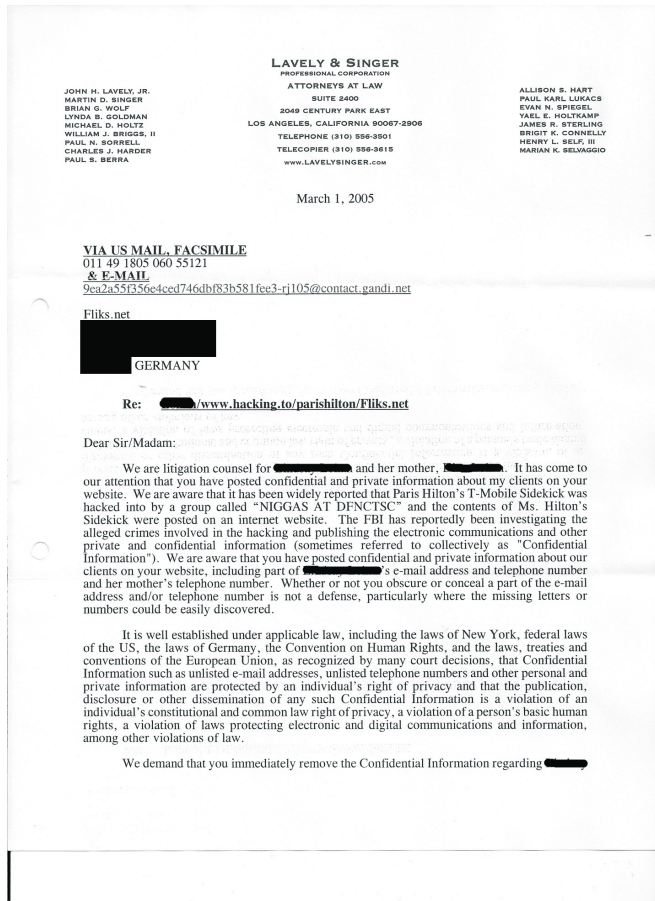 LAVELY & SINGER
PROFESSIONAL CORPORATION
ATTORNEYS AT LAW
SUITE 2400
2049 CENTURY PARK EAST
LOS ANGELES, CALIFORNIA 90067-2906
TELEPHONE (310) 556-3501
TELECOPIER (310) 556-3615
WWW.LAVELYSINGER.COM
JOHN H. LAVELY, JR.
MARTIN D. SINGER
BRIAN G. WOLF
LYNDA B. GOLDMAN
MICHAEL D. HOLTZ
WILLIAM J. BRIGGS, II
PAUL N. SORRELL
CHARLES J. HARDER
PAUL S. BERRA
ALLISON S. HART
PAUL KARL LUKACS
EVAN N. SPIEGEL
YAEL E. HOLTKAMP
JAMES R. STERLING
BRIGIT K. CONNELLY
HENRY L. SELF, III
MARIAN K. SELVAGGIO
March 1, 2005
VIA US MAIL, FACSIMILE
011 49 1805 060 55121
& E-MAIL
9ea2a55f356e4ced746dbf83b581fee3-rj105@contact.gandi.net
Fliks.net
GERMANY
Re: /www.hacking.to/parishilton/Fliks.net
Dear Sir/Madam:
We are litigation counsel for and her mother, . It has come to
our attention that you have posted confidential and private information about my clients on your
website. We are aware that it has been widely reported that Paris Hilton's T-Mobile Sidekick was
hacked into by a group called "NIGGAS AT DFNCTSC" and the contents of Ms. Hilton's
Sidekick were posted on an internet website. The FBI has reportedly been investigating the
alleged crimes involved in the hacking and publishing the electronic communications and other
private and confidential information (sometimes referred to collectively as "Confidential
Information"). We are aware that you have posted confidential and private information about our
clients on your website, including part of 's e-mail address and telephone number
and her mother's telephone number. Whether or not you obscure or conceal a part of the e-mail
address and/or telephone number is not a defense, particularly where the missing letters or
numbers could be easily discovered.
It is well established under applicable law, including the laws of New York, federal laws
of the US, the laws of Germany, the Convention on Human Rights, and the laws, treaties and
conventions of the European Union, as recognized by many court decisions, that Confidential
Information such as unlisted e-mail addresses, unlisted telephone numbers and other personal and
private information are protected by an individual's right of privacy and that the publication,
disclosure or other dissemination of any such Confidential Information is a violation of an
individual's constitutional and common law right of privacy, a violation of a person's basic human
rights, a violation of laws protecting electronic and digital communications and information,
among other violations of law.
We demand that you immediately remove the Confidential Information regarding